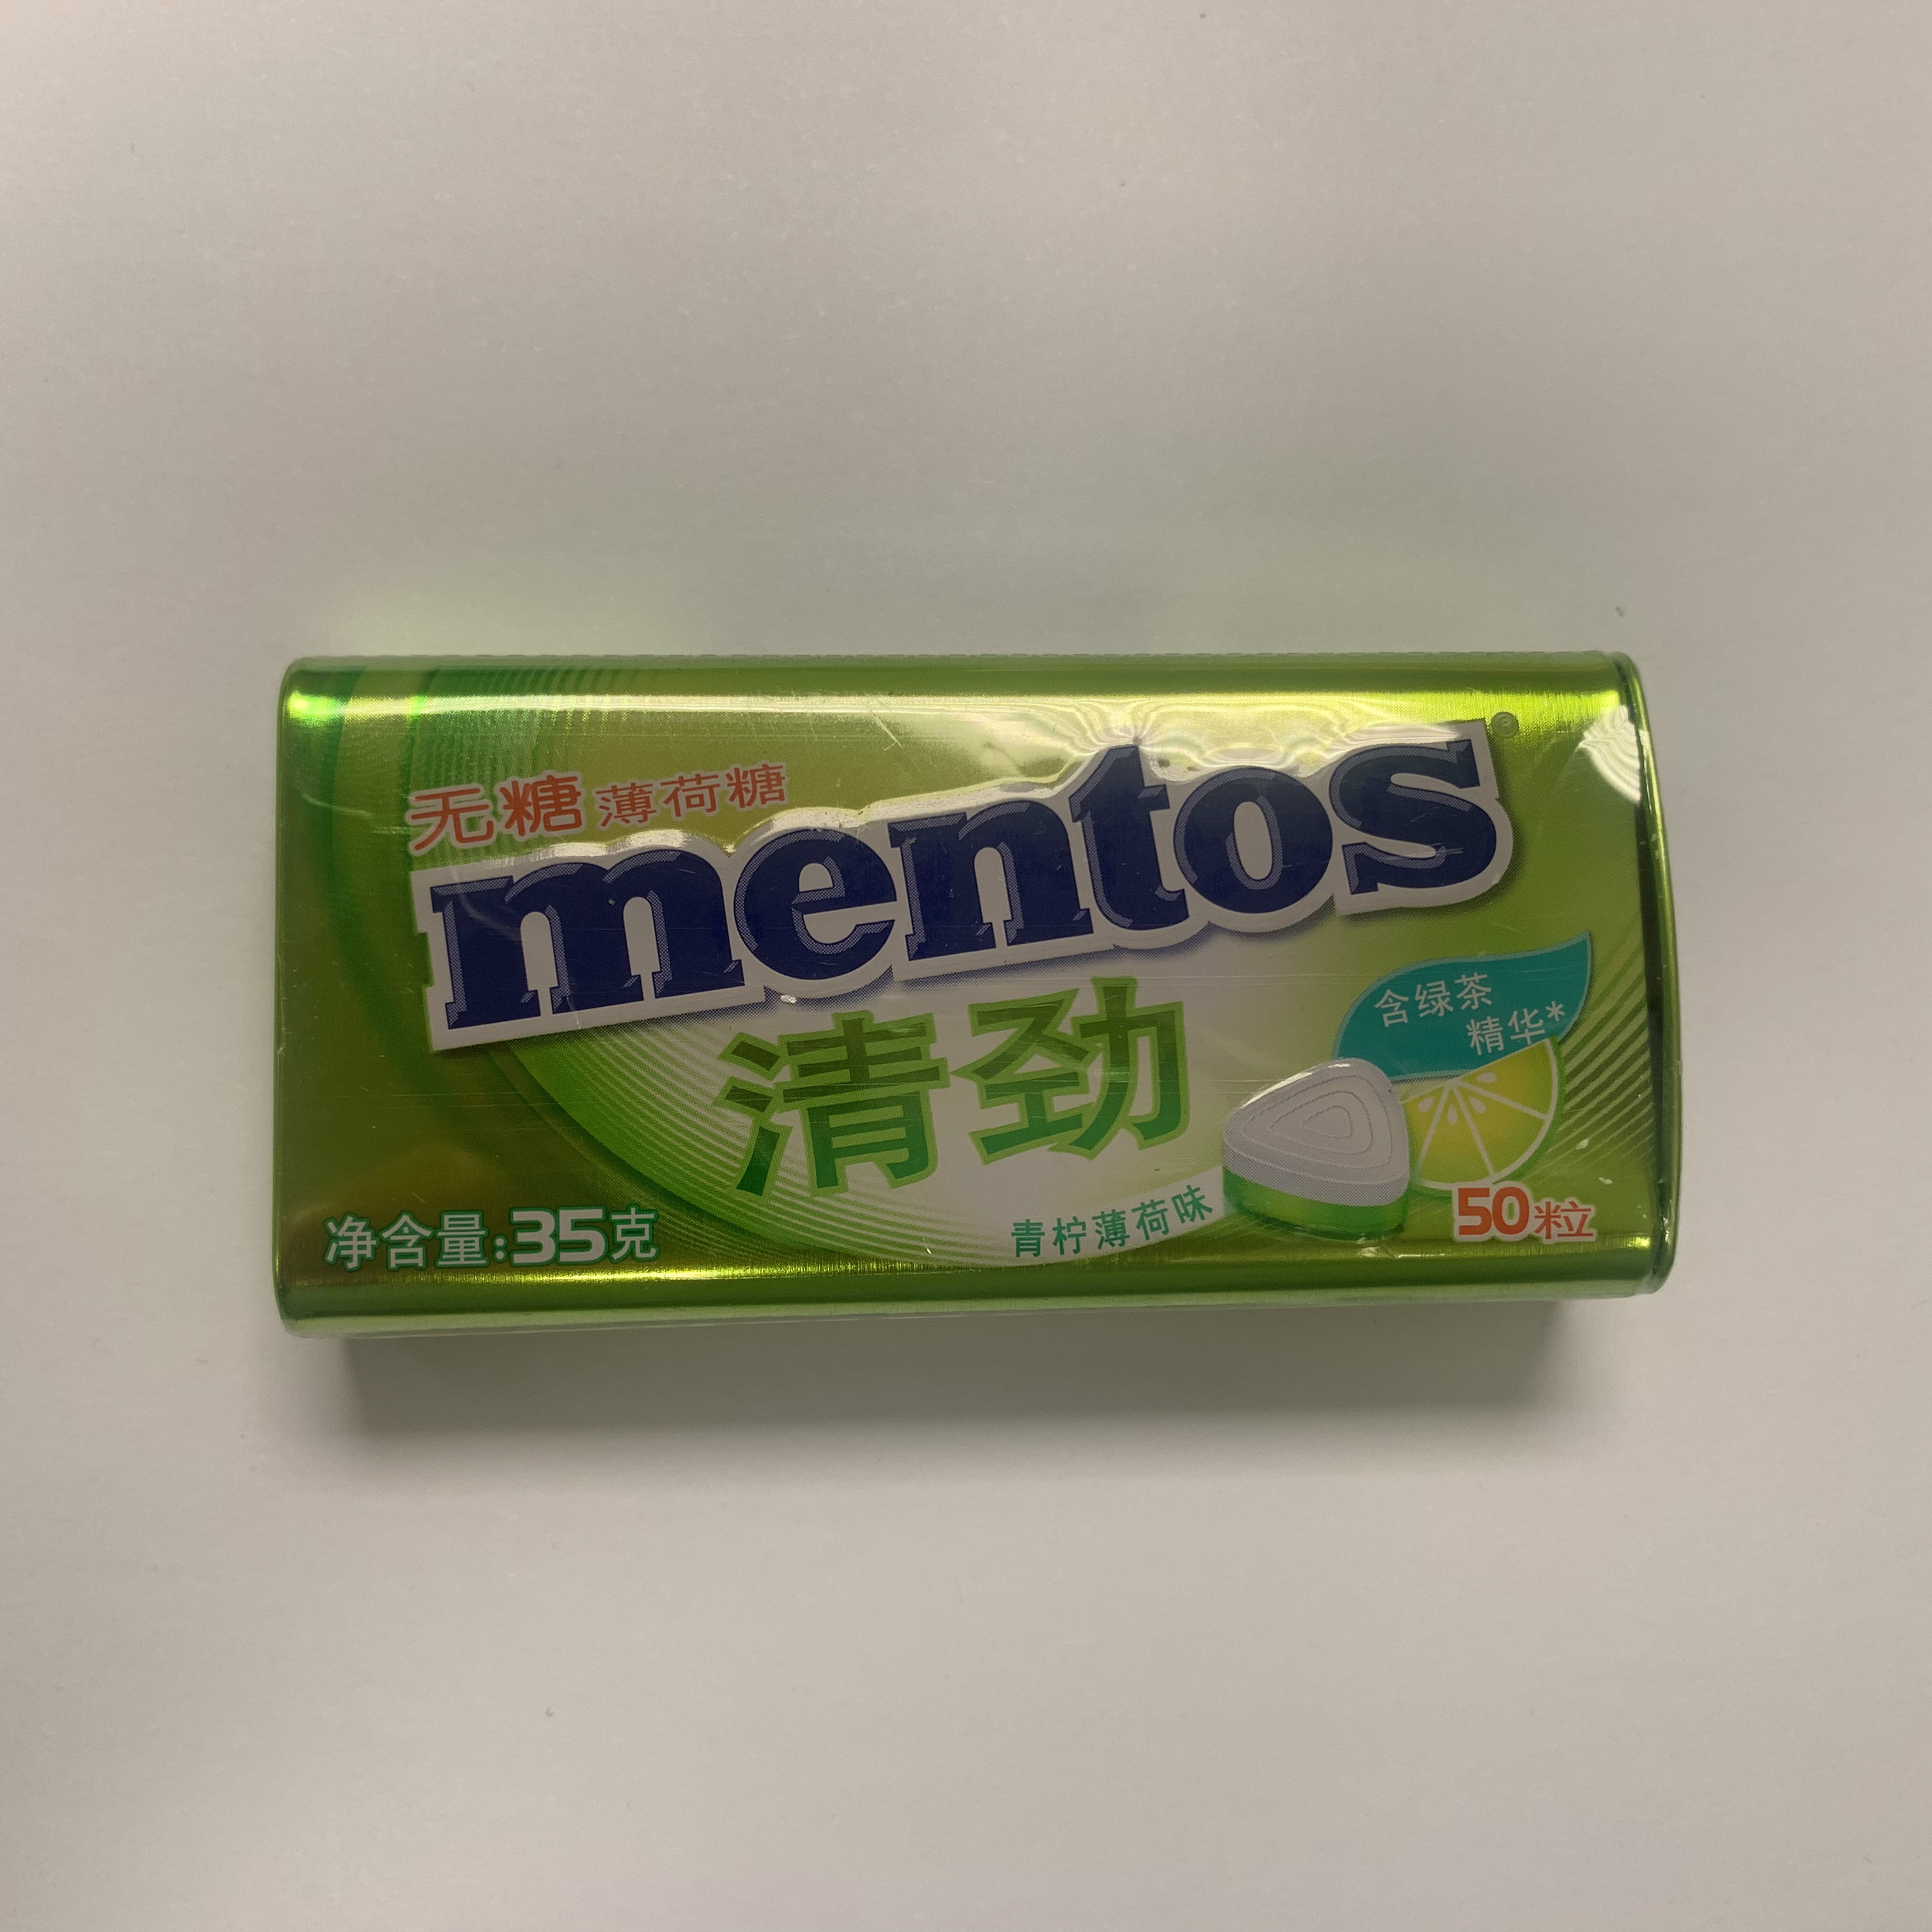 无糖 薄荷糖
mentos®
清劲
含绿茶
精华*
青柠薄荷味
净含量:35克
50粒